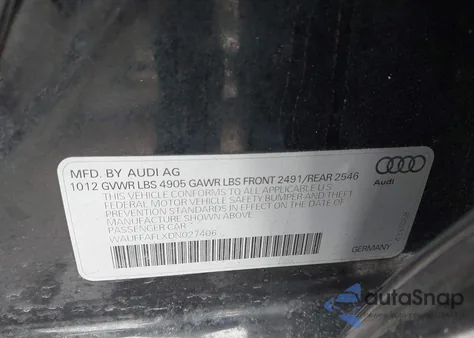 MFD. BY AUDI AG
1012 GVWR LBS 4905 GAWR LBS FRONT 2491/REAR 2546
THIS VEHICLE CONFORMS TO ALL APPLICABLE U.S
FEDERAL MOTOR VEHICLE SAFETY BUMPER AND THEFT
PREVENTION STANDARDS IN EFFECT ON THE DATE OF
MANUFACTURE SHOWN ABOVE
PASSENGER CAR
WAUFFAFLXDN027406
GERMANY
autoSnap